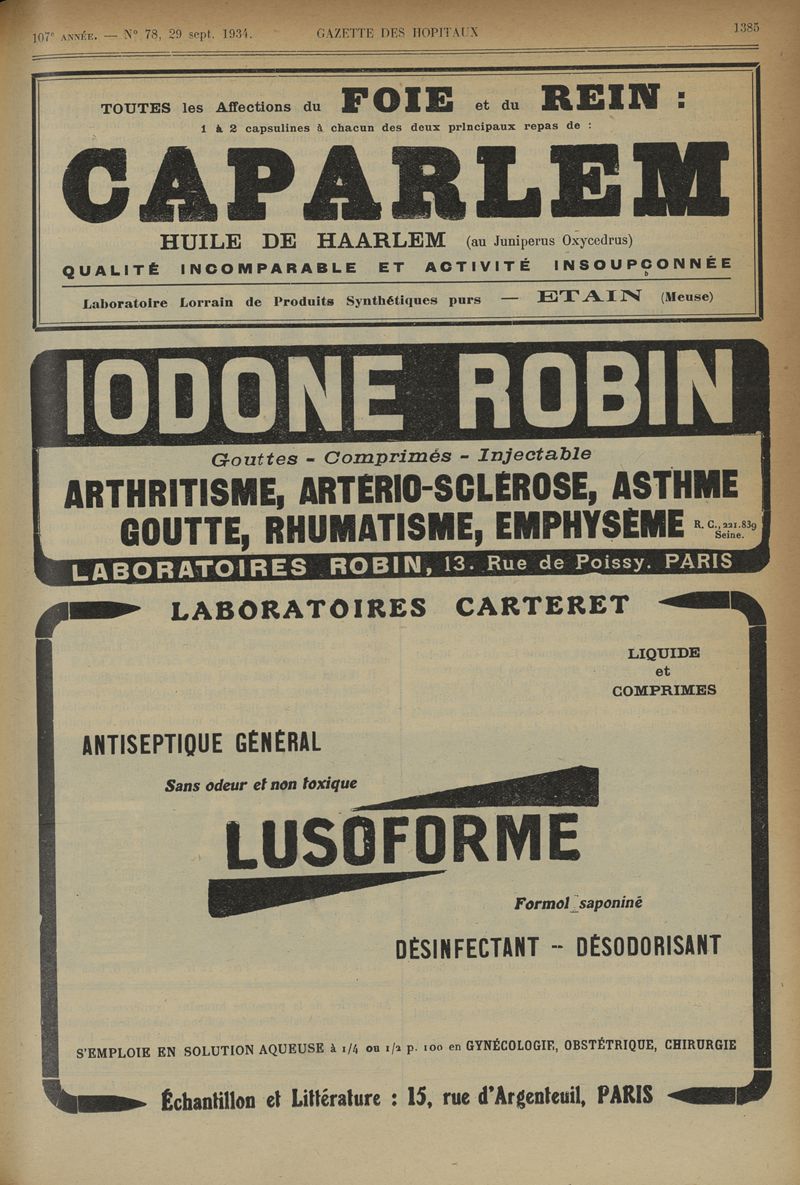 107e ANNÉE. — No 78, 29 sept. 1934. GAZETTE DES HOPITAUX 1385
TOUTES les Affections du FOIE et du REIN :
1 à 2 capsulines à chacun des deux principaux repas de :
CAPARLEM
HUILE DE HAARLEM (au Juniperus Oxycedrus)
QUALITÉ INCOMPARABLE ET ACTIVITÉ INSOUPÇONNÉE
b
Laboratoire Lorrain de Produits Synthétiques purs — ETAIN (Meuse)
IODONE ROBIN
Gouttes - Comprimés - Injectable
ARTHRITISME, ARTÉRIO-SCLÉROSE, ASTHME
GOUTTE, RHUMATISME, EMPHYSÈME R. C., 221.839
Seine.
LABORATOIRES ROBIN, 13. Rue de Poissy. PARIS
LABORATOIRES CARTERET
LIQUIDE
et
COMPRIMES
ANTISEPTIQUE GÉNÉRAL
Sans odeur et non toxique
LUSOFORME
Formol saponiné
DÉSINFECTANT -- DÉSODORISANT
S'EMPLOIE EN SOLUTION AQUEUSE à 1/4 ou 1/2 p. 100 en GYNÉCOLOGIE, OBSTÉTRIQUE, CHIRURGIE
Échantillon et Littérature : 15, rue d'Argenteuil, PARIS